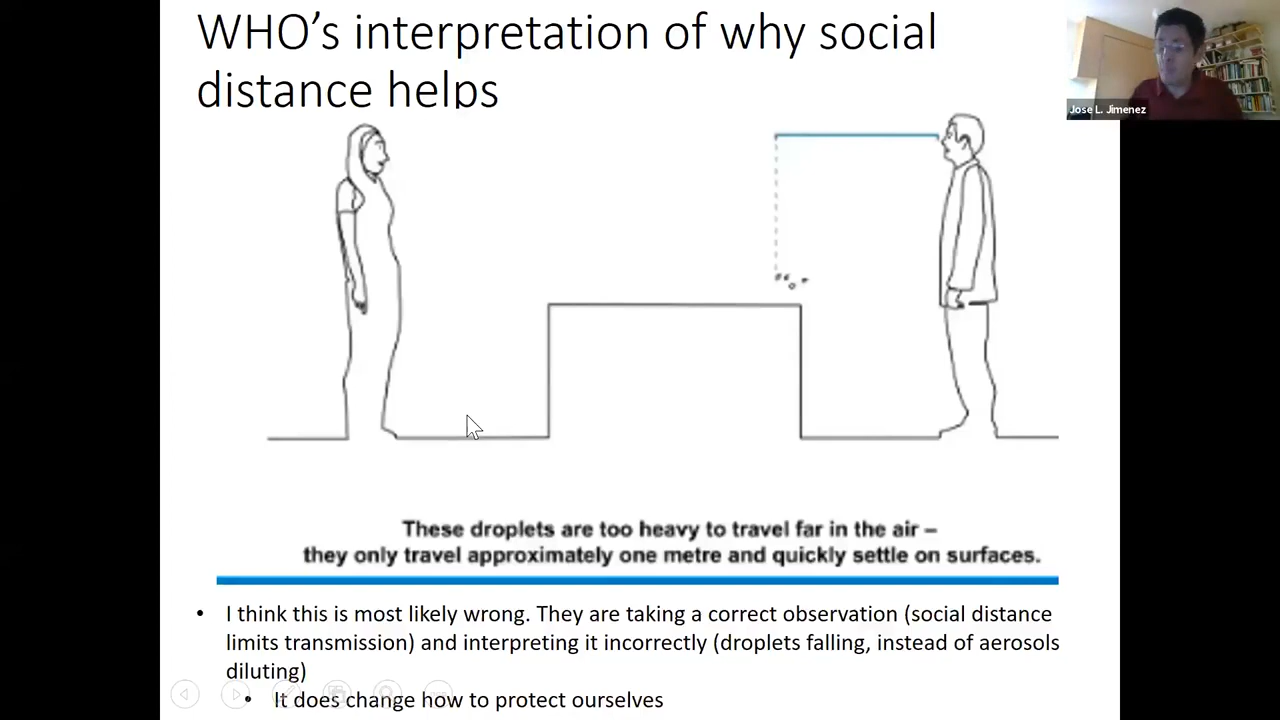 WHO's interpretation of why social
distance helps
Jose L. Jimenez
These droplets are too heavy to travel far in the air –
they only travel approximately one metre and quickly settle on surfaces.
• I think this is most likely wrong. They are taking a correct observation (social distance
limits transmission) and interpreting it incorrectly (droplets falling, instead of aerosols
diluting)
• It does change how to protect ourselves